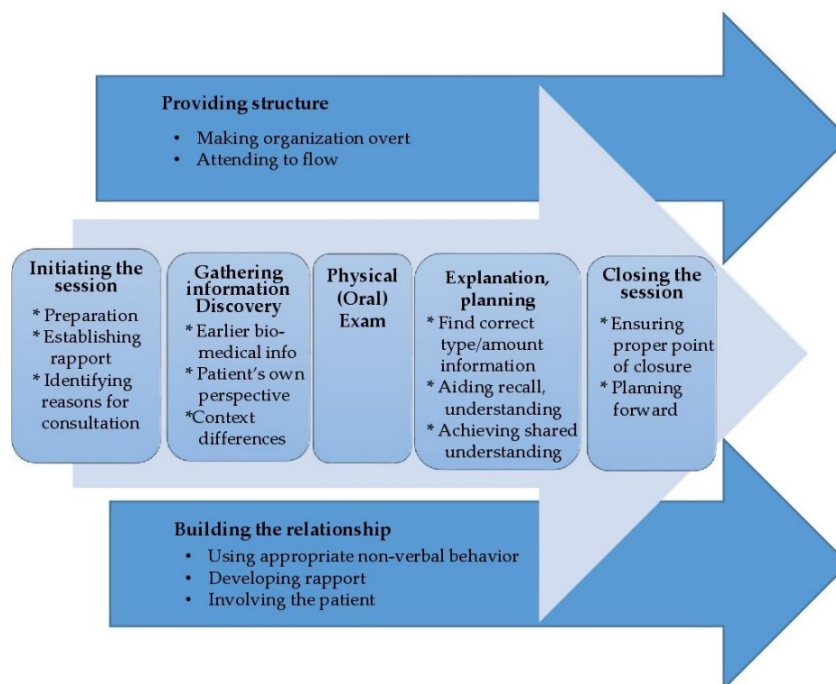 Providing structure
• Making organization overt
• Attending to flow
Initiating the
session
* Preparation
* Establishing
rapport
* Identifying
reasons for
consultation
Gathering
information
Discovery
* Earlier bio-
medical info
* Patient's own
perspective
*Context
differences
Physical
(Oral)
Exam
Explanation,
planning
* Find correct
type/amount
information
* Aiding recall,
understanding
* Achieving shared
understanding
Closing the
session
* Ensuring
proper point
of closure
* Planning
forward
Building the relationship
• Using appropriate non-verbal behavior
• Developing rapport
• Involving the patient